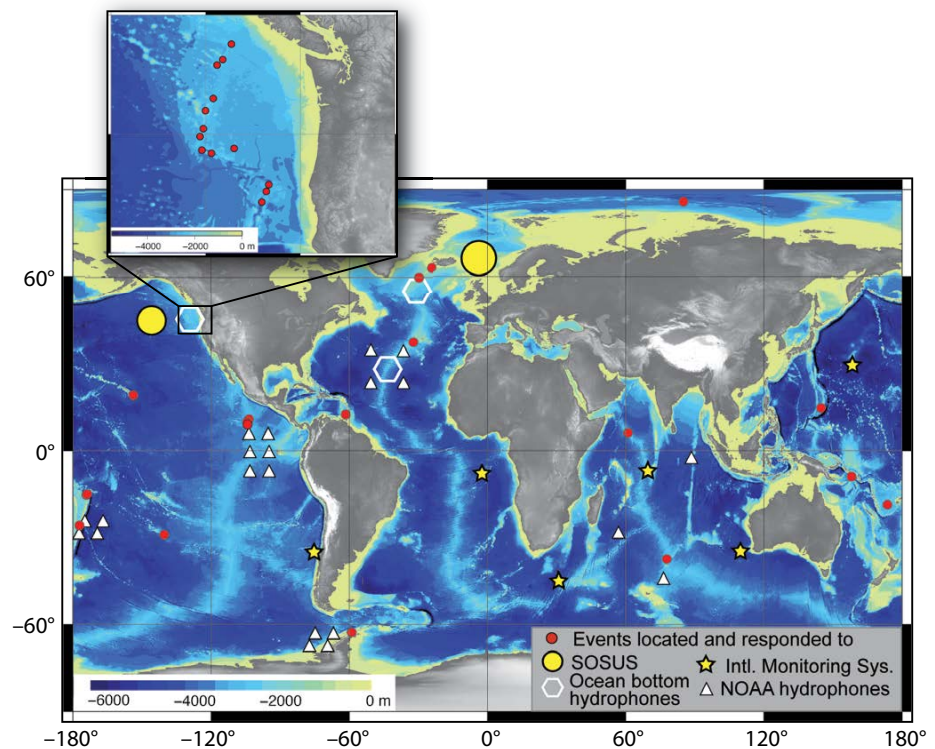 −4000 −2000 0 m
60°
0°
−60°
Events located and responded to
SOSUS
Intl. Monitoring Sys.
Ocean bottom
hydrophones
NOAA hydrophones
−6000 −4000 −2000 0 m
−180° −120° −60° 0° 60° 120° 180°